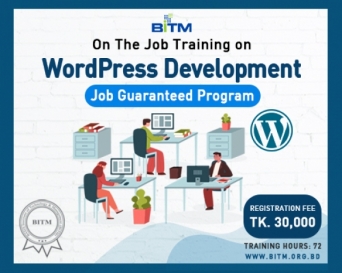 BITM
On The Job Training on
WordPress Development
Job Guaranteed Program
REGISTRATION FEE
TK. 30,000
BITM
TRAINING HOURS: 72
WWW.BITM.ORG.BD